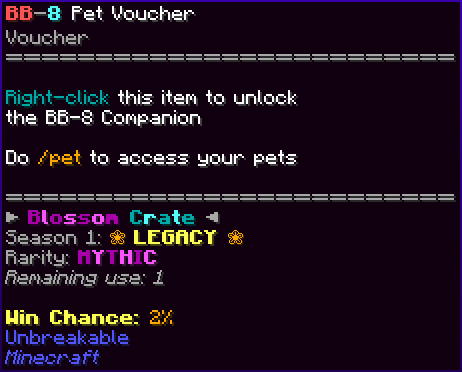 BB-8 Pet Voucher
Voucher
Right-click this item to unlock
the BB-8 Companion
Do /pet to access your pets
► Blossom Crate ◄
Season 1: ❀ LEGACY ❀
Rarity: MYTHIC
Remaining use: 1
Win Chance: 2%
Unbreakable
Minecraft